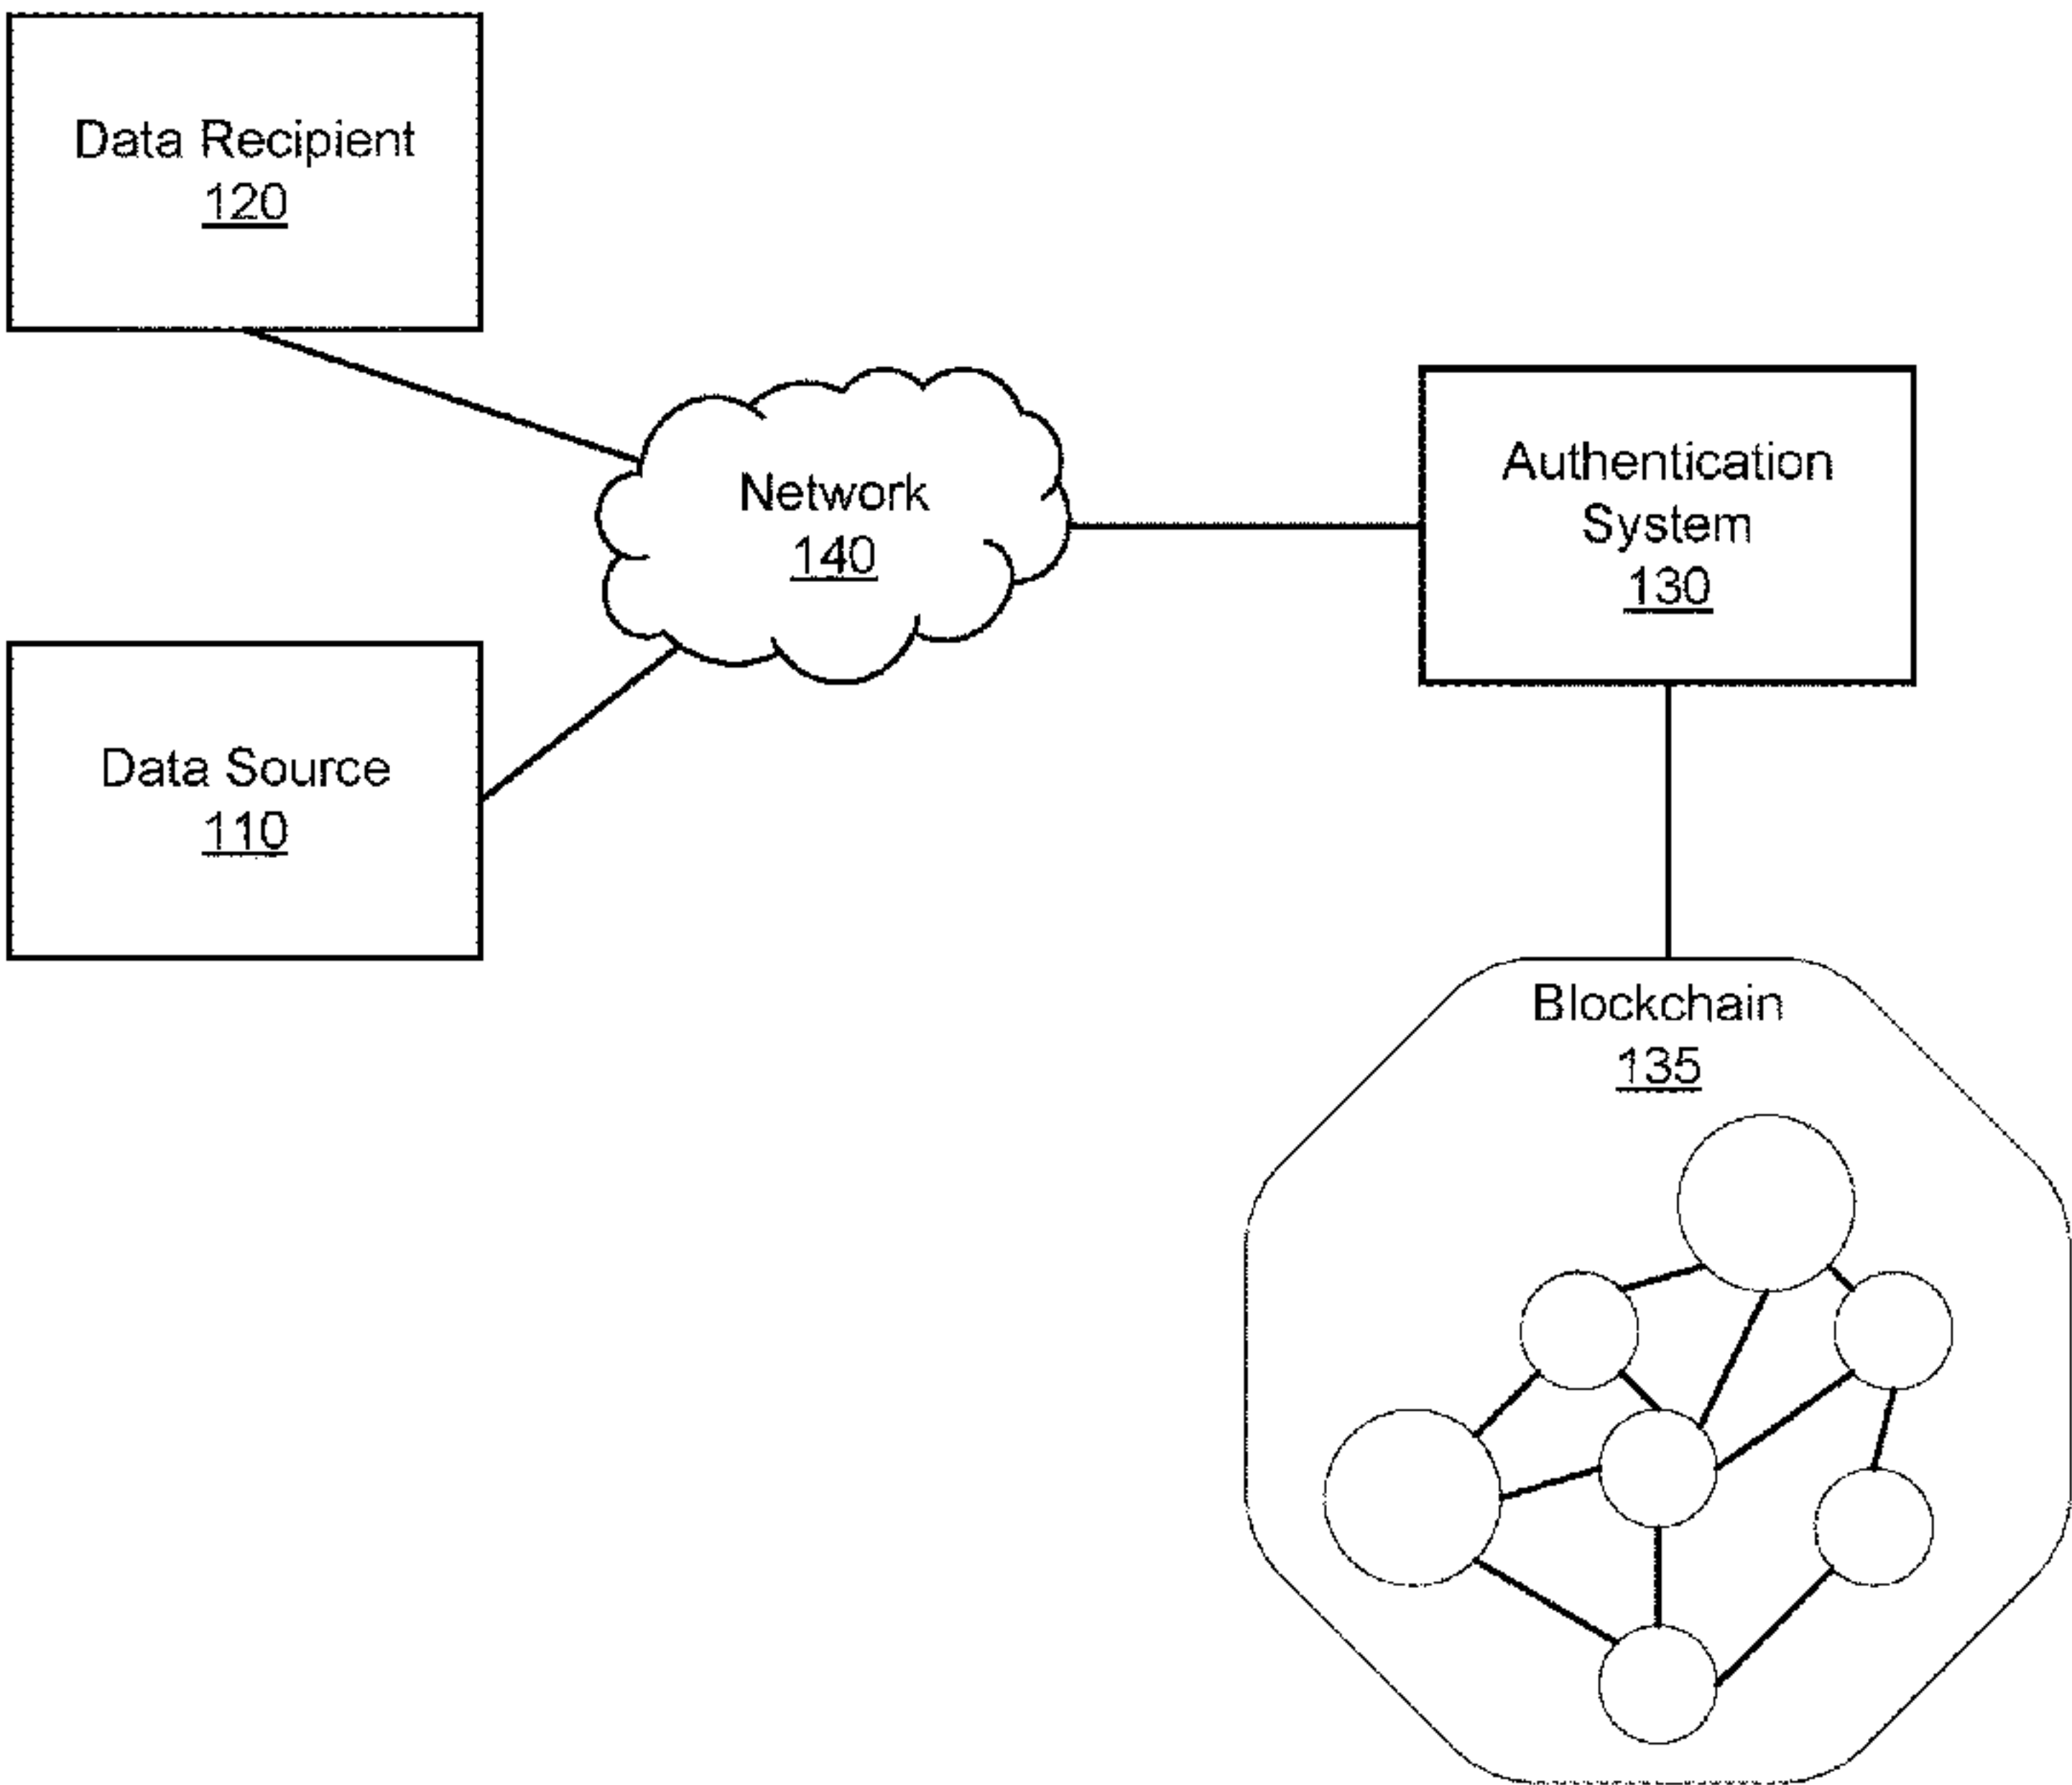 Data Recipient
120
Network
140
Authentication
System
130
Data Source
110
Blockchain
135